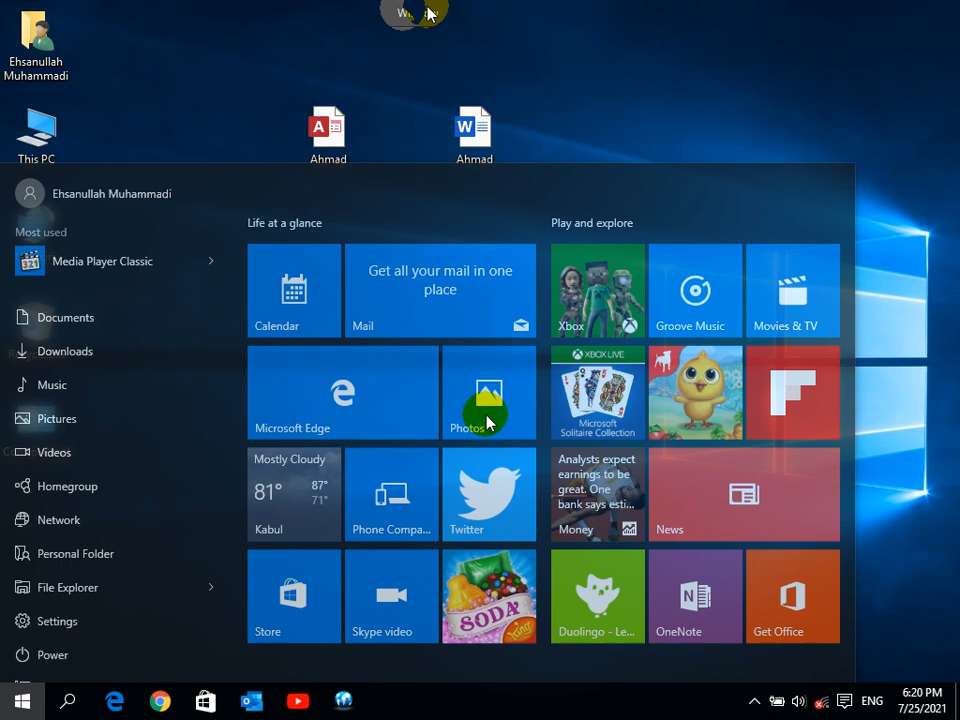 Ehsanullah
Muhammadi
This PC
Ahmad
Ahmad
Ehsanullah Muhammadi
Most used
Media Player Classic
Documents
Downloads
Music
Pictures
Videos
Homegroup
Network
Personal Folder
File Explorer
Settings
Power
Life at a glance
Calendar
Get all your mail in one
place
Mail
Microsoft Edge
Photos
Mostly Cloudy
81°
87°
71°
Kabul
Phone Compa...
Twitter
Store
Skype video
SODA
King
Play and explore
Xbox
Groove Music
Movies & TV
XBOX LIVE
Microsoft
Solitaire Collection
Analysts expect
earnings to be
great. One
bank says esti...
Money
News
Duolingo - Le...
OneNote
Get Office
ENG
6:20 PM
7/25/2021